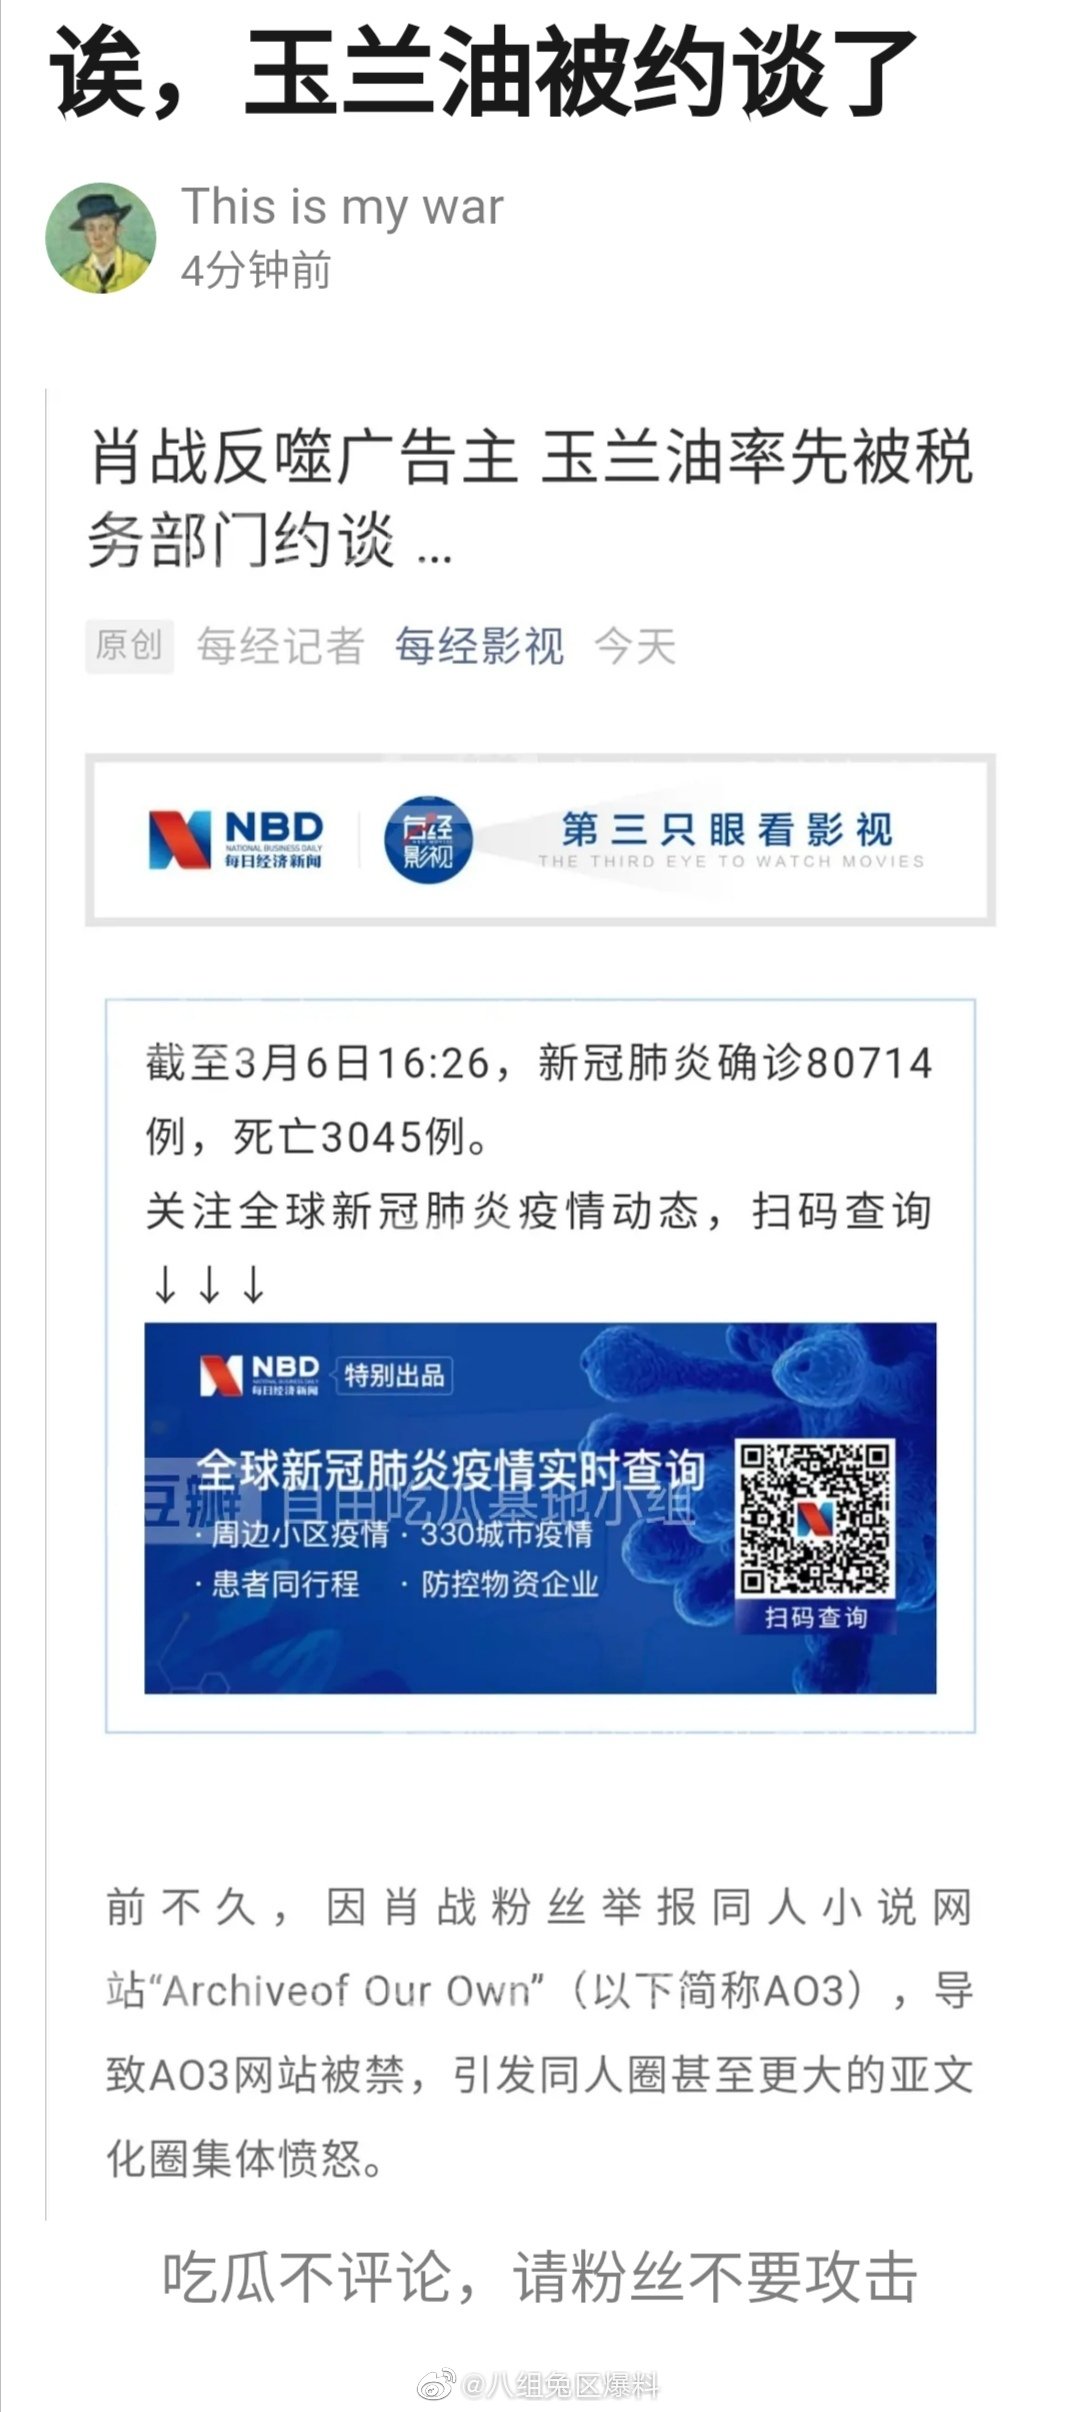 诶，玉兰油被约谈了
This is my war
4分钟前
肖战反噬广告主 玉兰油率先被税
务部门约谈 ...
原创 每经记者 每经影视 今天
NBD
NATIONAL BUSINESS DAILY
每日经济新闻
每经
影视
第三只眼看影视
THE THIRD EYE TO WATCH MOVIES
截至3月6日16:26，新冠肺炎确诊80714
例，死亡3045例。
关注全球新冠肺炎疫情动态，扫码查询
↓↓↓
NBD
NATIONAL BUSINESS DAILY
每日经济新闻
特别出品
全球新冠肺炎疫情实时查询
豆瓣 自由吃瓜基地小组
·周边小区疫情 ·330城市疫情
·患者同行程 ·防控物资企业
扫码查询
前不久，因肖战粉丝举报同人小说网
站“Archiveof Our Own”（以下简称AO3），导
致AO3网站被禁，引发同人圈甚至更大的亚文
化圈集体愤怒。
吃瓜不评论，请粉丝不要攻击
@八组兔区爆料